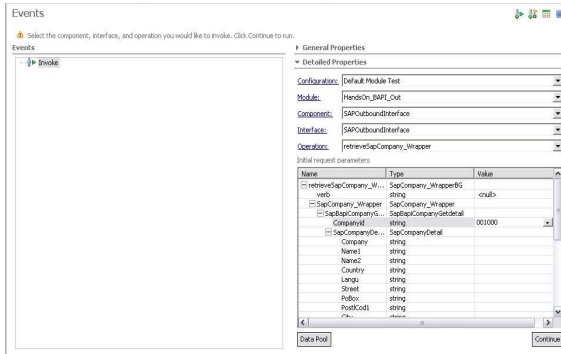 Events
Select the component, interface, and operation you would like to invoke. Click Continue to run.
Events
Invoke
General Properties
Detailed Properties
Configuration: Default Module Test
Module: HandsOn_BAPI_Out
Component: SAPOutboundInterface
Interface: SAPOutboundInterface
Operation: retrieveSapCompany_Wrapper
Initial request parameters
Name Type Value
retrieveSapCompany_W... SapCompany_WrapperBG
verb string <null>
SapCompany_Wrapper SapCompany_Wrapper
SapBapiCompanyG... SapBapiCompanyGetdetail
Companyid string 001000
SapCompanyDe... SapCompanyDetail
Company string
Name1 string
Name2 string
Country string
Langu string
Street string
PoBox string
PostlCod1 string
City string
Data Pool Continue